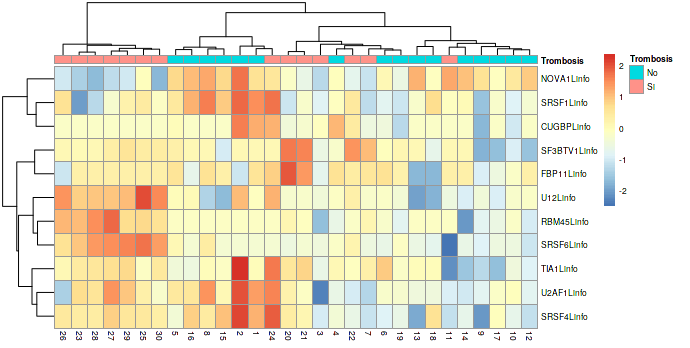 Trombosis
NOVA1Linfo
SRSF1Linfo
CUGBPLinfo
SF3BTV1Linfo
FBP11Linfo
U12Linfo
RBM45Linfo
SRSF6Linfo
TIA1Linfo
U2AF1Linfo
SRSF4Linfo
26 23 28 27 29 25 30 5 16 8 15 2 1 24 20 21 3 4 22 7 6 19 13 18 11 14 9 17 10 12
2
1
0
-1
-2
Trombosis
No
SI